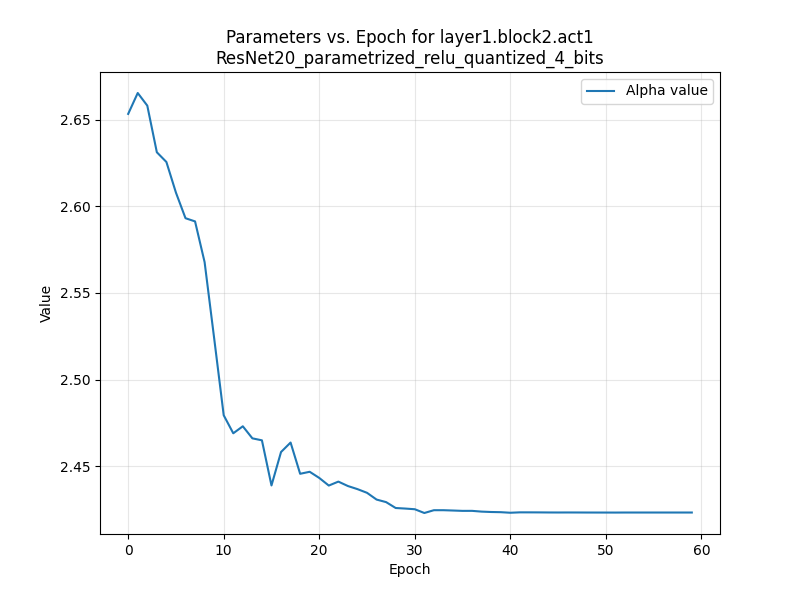 Parameters vs. Epoch for layer1.block2.act1
ResNet20_parametrized_relu_quantized_4_bits
Alpha value
2.65
2.60
2.55
2.50
2.45
Value
0 10 20 30 40 50 60
Epoch